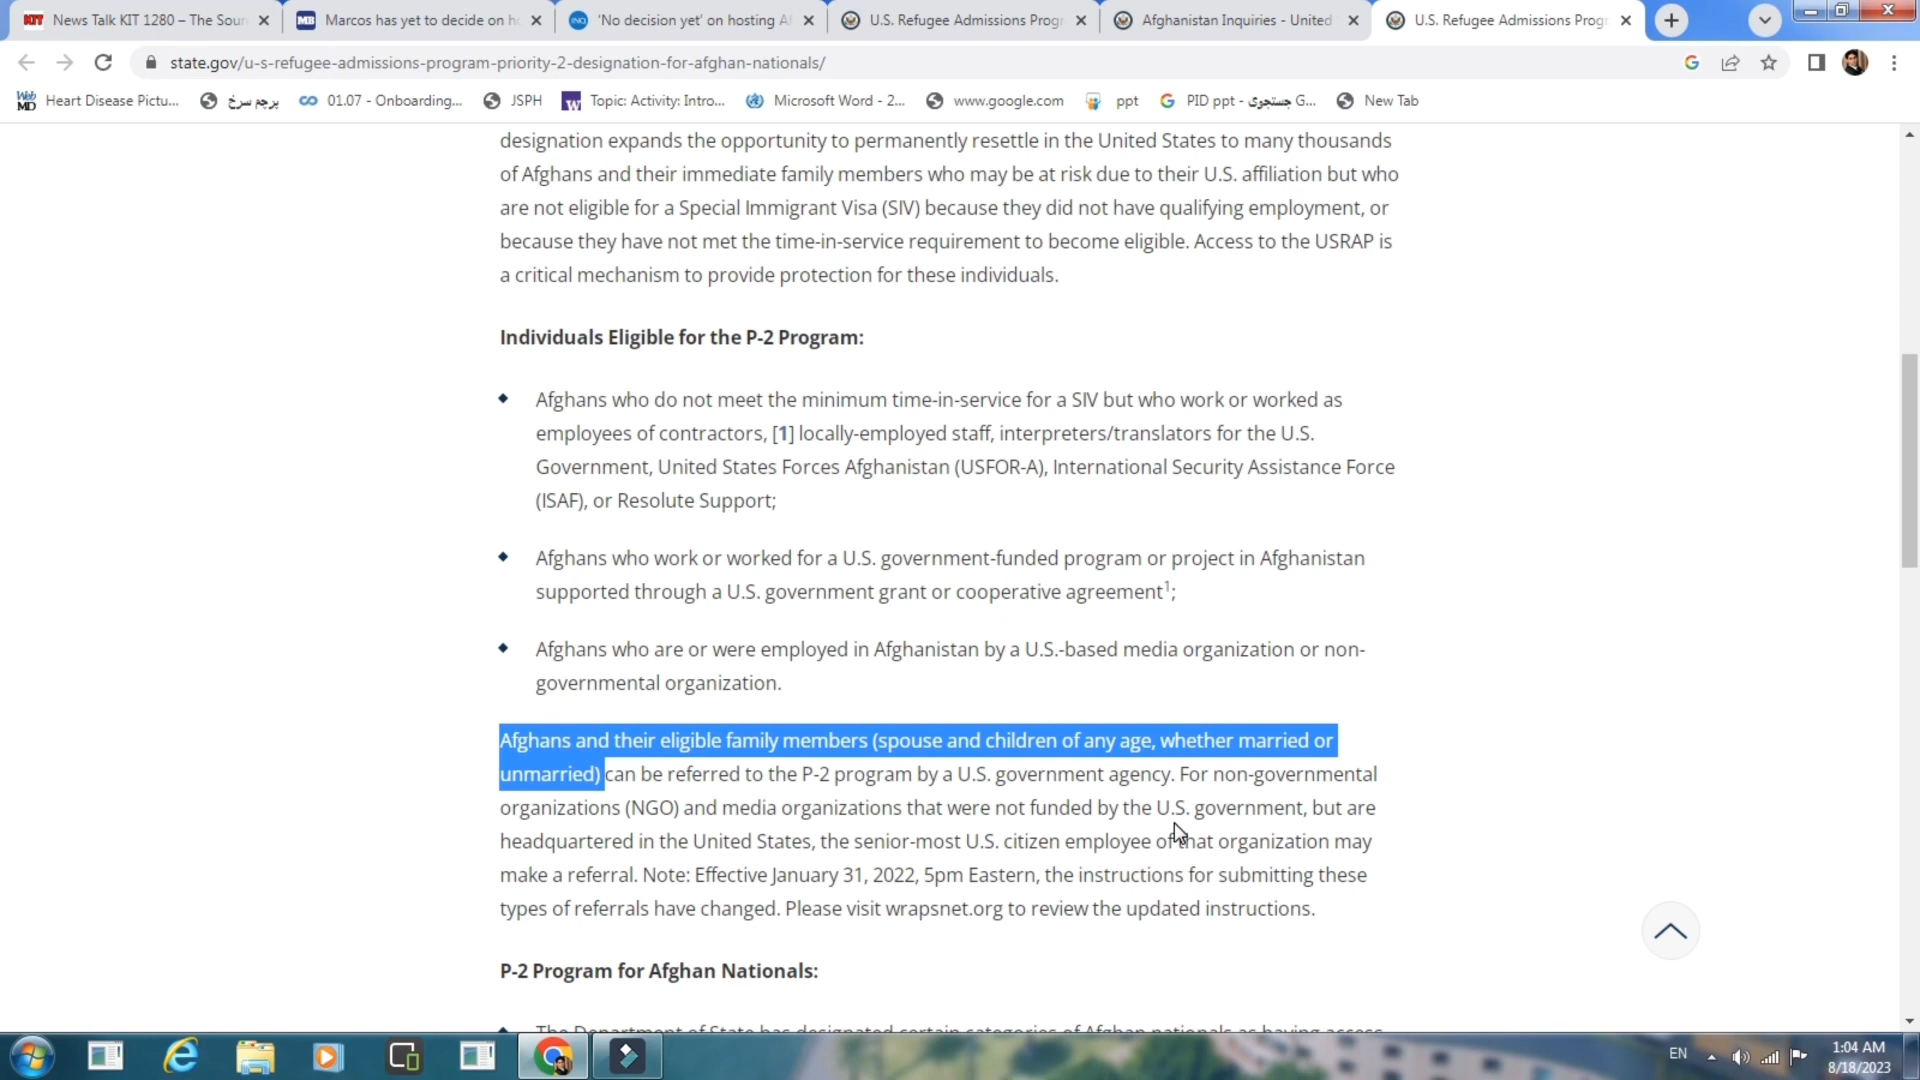 News Talk KIT 1280 – The Soun
Marcos has yet to decide on ho
'No decision yet' on hosting Af
U.S. Refugee Admissions Progr
Afghanistan Inquiries - United
U.S. Refugee Admissions Progr
state.gov/u-s-refugee-admissions-program-priority-2-designation-for-afghan-nationals/
Heart Disease Pictu...
پرچم سرخ
01.07 - Onboarding...
JSPH
Topic: Activity: Intro...
Microsoft Word - 2...
www.google.com
ppt
PID ppt - جستجوی G...
New Tab
designation expands the opportunity to permanently resettle in the United States to many thousands
of Afghans and their immediate family members who may be at risk due to their U.S. affiliation but who
are not eligible for a Special Immigrant Visa (SIV) because they did not have qualifying employment, or
because they have not met the time-in-service requirement to become eligible. Access to the USRAP is
a critical mechanism to provide protection for these individuals.
Individuals Eligible for the P-2 Program:
Afghans who do not meet the minimum time-in-service for a SIV but who work or worked as
employees of contractors, [1] locally-employed staff, interpreters/translators for the U.S.
Government, United States Forces Afghanistan (USFOR-A), International Security Assistance Force
(ISAF), or Resolute Support;
Afghans who work or worked for a U.S. government-funded program or project in Afghanistan
supported through a U.S. government grant or cooperative agreement1;
Afghans who are or were employed in Afghanistan by a U.S.-based media organization or non-
governmental organization.
Afghans and their eligible family members (spouse and children of any age, whether married or
unmarried) can be referred to the P-2 program by a U.S. government agency. For non-governmental
organizations (NGO) and media organizations that were not funded by the U.S. government, but are
headquartered in the United States, the senior-most U.S. citizen employee of that organization may
make a referral. Note: Effective January 31, 2022, 5pm Eastern, the instructions for submitting these
types of referrals have changed. Please visit wrapsnet.org to review the updated instructions.
P-2 Program for Afghan Nationals:
The Department of State has designated certain categories of Afghan nationals as having access
EN
1:04 AM
8/18/2023